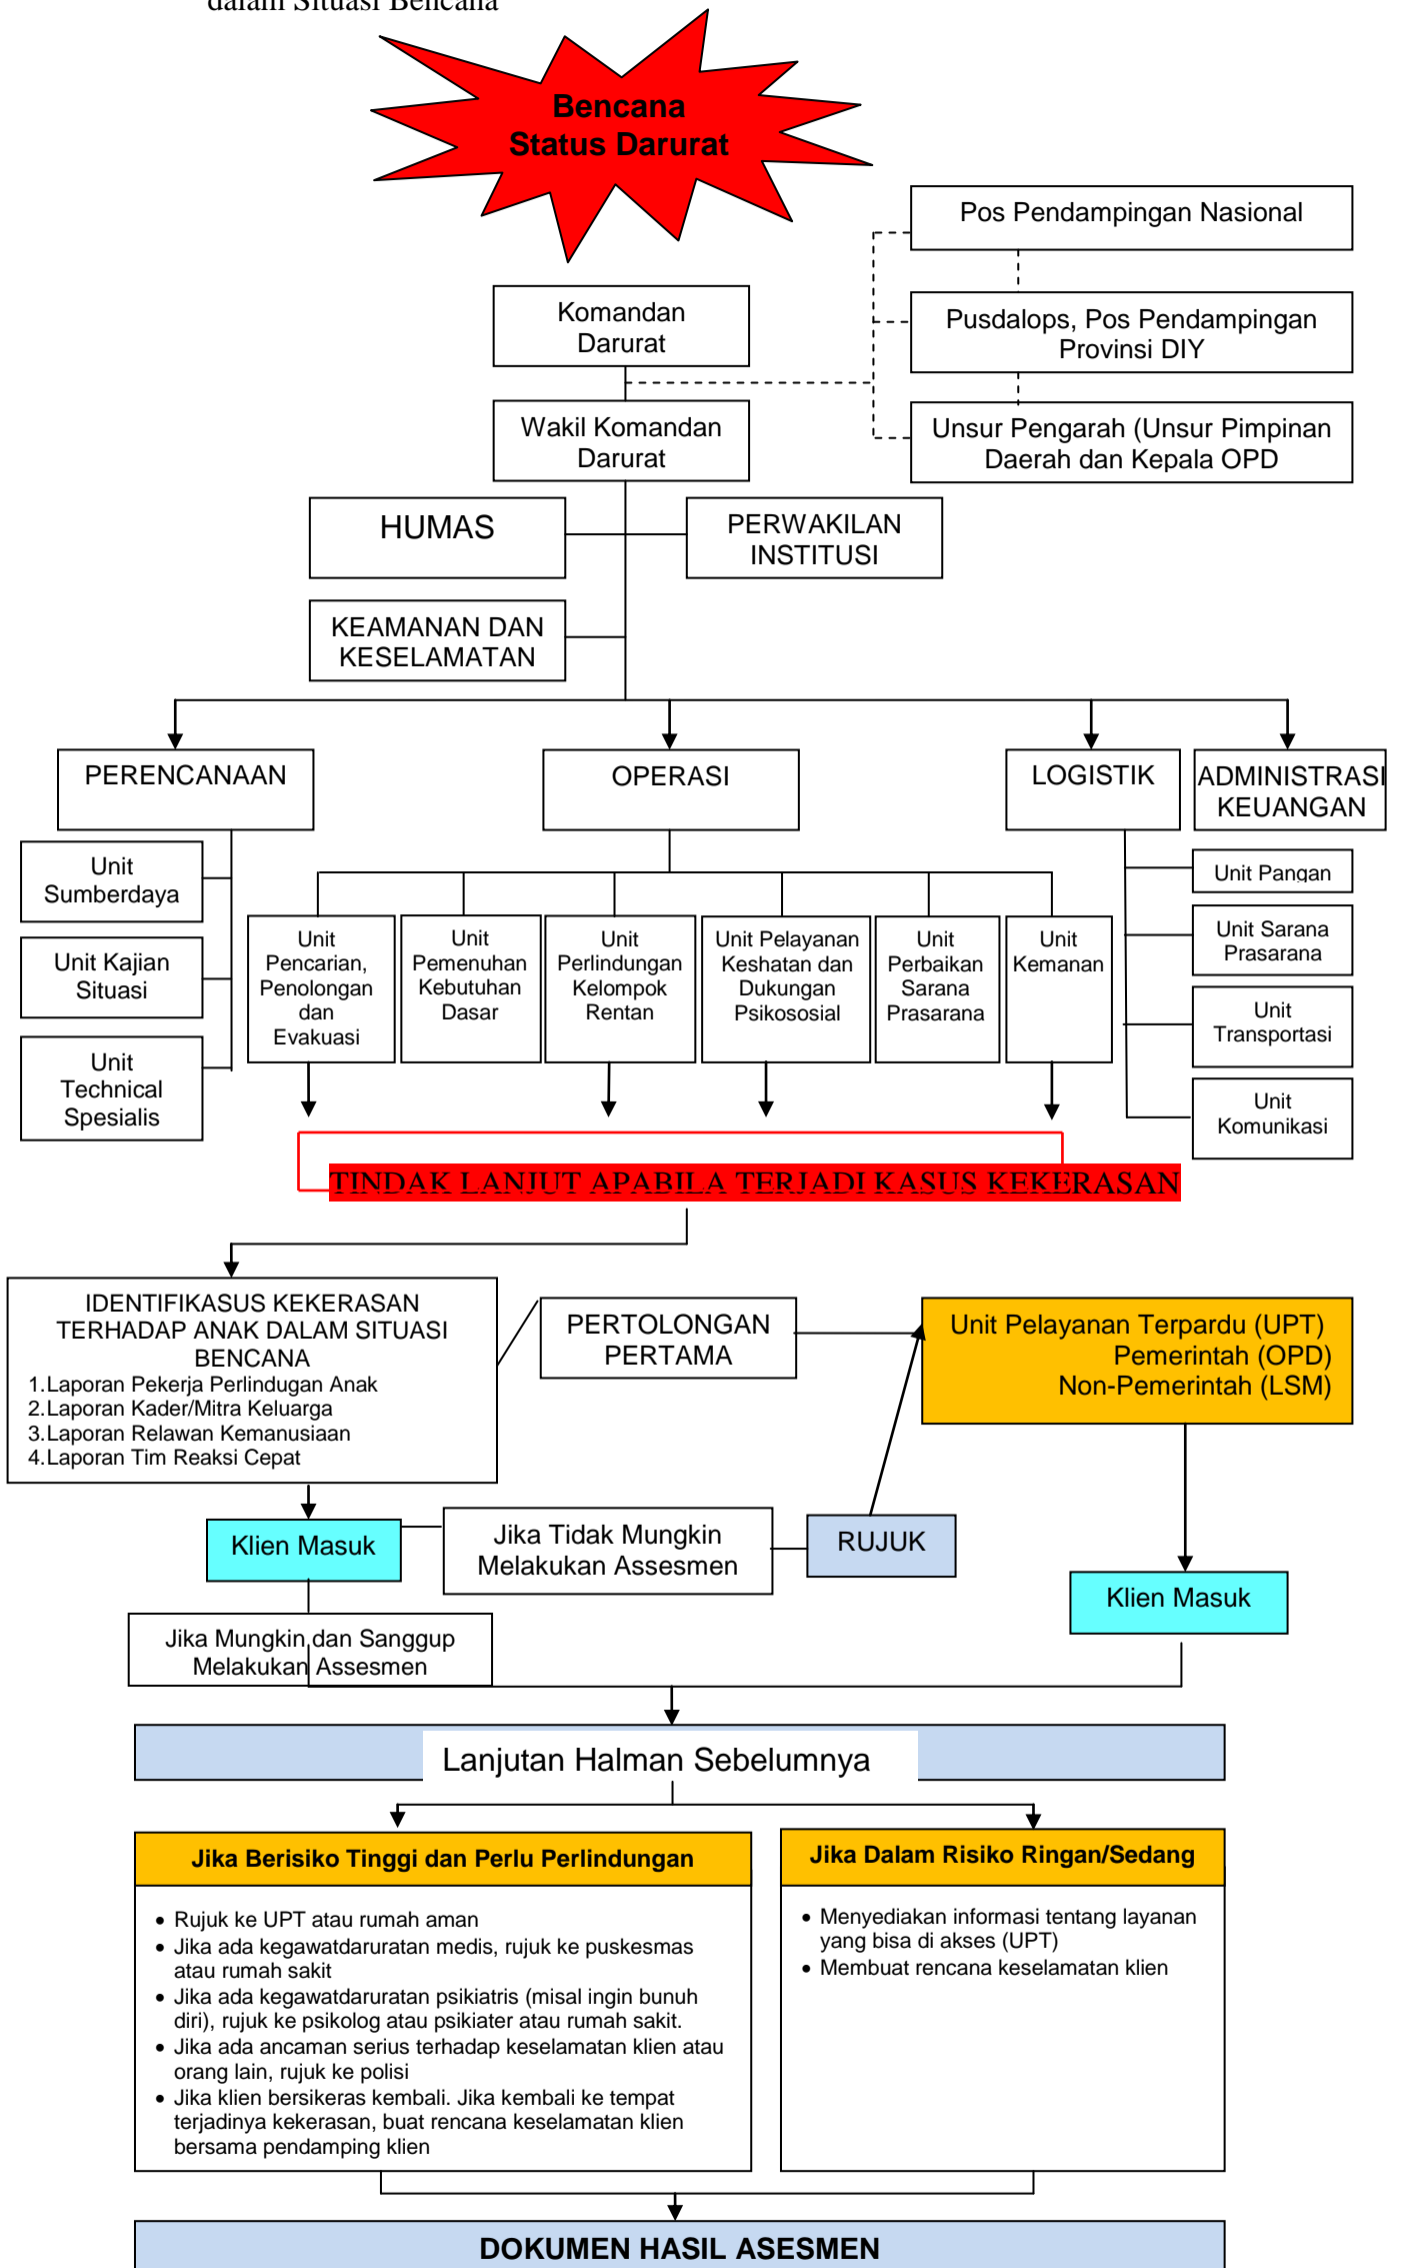 dalam Situasi Bencana
Bencana
Status Darurat
Pos Pendampingan Nasional
Komandan
Darurat
Pusdalops, Pos Pendampingan
Provinsi DIY
Wakil Komandan
Darurat
Unsur Pengarah (Unsur Pimpinan
Daerah dan Kepala OPD
HUMAS
PERWAKILAN
INSTITUSI
KEAMANAN DAN
KESELAMATAN
PERENCANAAN
OPERASI
LOGISTIK
ADMINISTRASI
KEUANGAN
Unit
Sumberdaya
Unit Kajian
Situasi
Unit
Technical
Spesialis
Unit
Pencarian,
Penolongan
dan
Evakuasi
Unit
Pemenuhan
Kebutuhan
Dasar
Unit
Perlindungan
Kelompok
Rentan
Unit Pelayanan
Keshatan dan
Dukungan
Psikososial
Unit
Perbaikan
Sarana
Prasarana
Unit
Kemanan
Unit Pangan
Unit Sarana
Prasarana
Unit
Transportasi
Unit
Komunikasi
TINDAK LANJUT APABILA TERJADI KASUS KEKERASAN
IDENTIFIKASUS KEKERASAN
TERHADAP ANAK DALAM SITUASI
BENCANA
1.Laporan Pekerja Perlindugan Anak
2.Laporan Kader/Mitra Keluarga
3.Laporan Relawan Kemanusiaan
4.Laporan Tim Reaksi Cepat
PERTOLONGAN
PERTAMA
Unit Pelayanan Terpardu (UPT)
Pemerintah (OPD)
Non-Pemerintah (LSM)
Klien Masuk
Jika Tidak Mungkin
Melakukan Assesmen
RUJUK
Klien Masuk
Jika Mungkin dan Sanggup
Melakukan Assesmen
Lanjutan Halman Sebelumnya
Jika Berisiko Tinggi dan Perlu Perlindungan
• Rujuk ke UPT atau rumah aman
• Jika ada kegawatdaruratan medis, rujuk ke puskesmas
atau rumah sakit
• Jika ada kegawatdaruratan psikiatris (misal ingin bunuh
diri), rujuk ke psikolog atau psikiater atau rumah sakit.
• Jika ada ancaman serius terhadap keselamatan klien atau
orang lain, rujuk ke polisi
• Jika klien bersikeras kembali. Jika kembali ke tempat
terjadinya kekerasan, buat rencana keselamatan klien
bersama pendamping klien
Jika Dalam Risiko Ringan/Sedang
• Menyediakan informasi tentang layanan
yang bisa di akses (UPT)
• Membuat rencana keselamatan klien
DOKUMEN HASIL ASESMEN